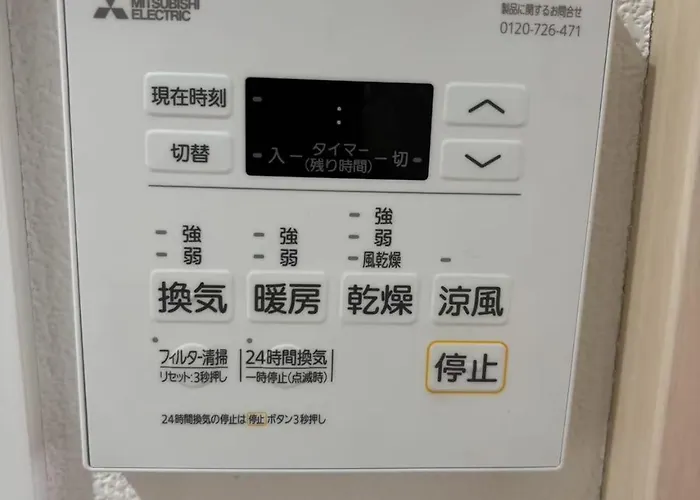 MITSUBISHI
ELECTRIC
製品に関するお問合せ
0120-726-471
現在時刻
:
切替
入 タイマー 切
(残り時間)
強
弱
強
弱
強
弱
風乾燥
換気
暖房
乾燥
涼風
フィルター清掃
リセット:3秒押し
24時間換気
一時停止(点滅時)
停止
24時間換気の停止は 停止 ボタン3秒押し